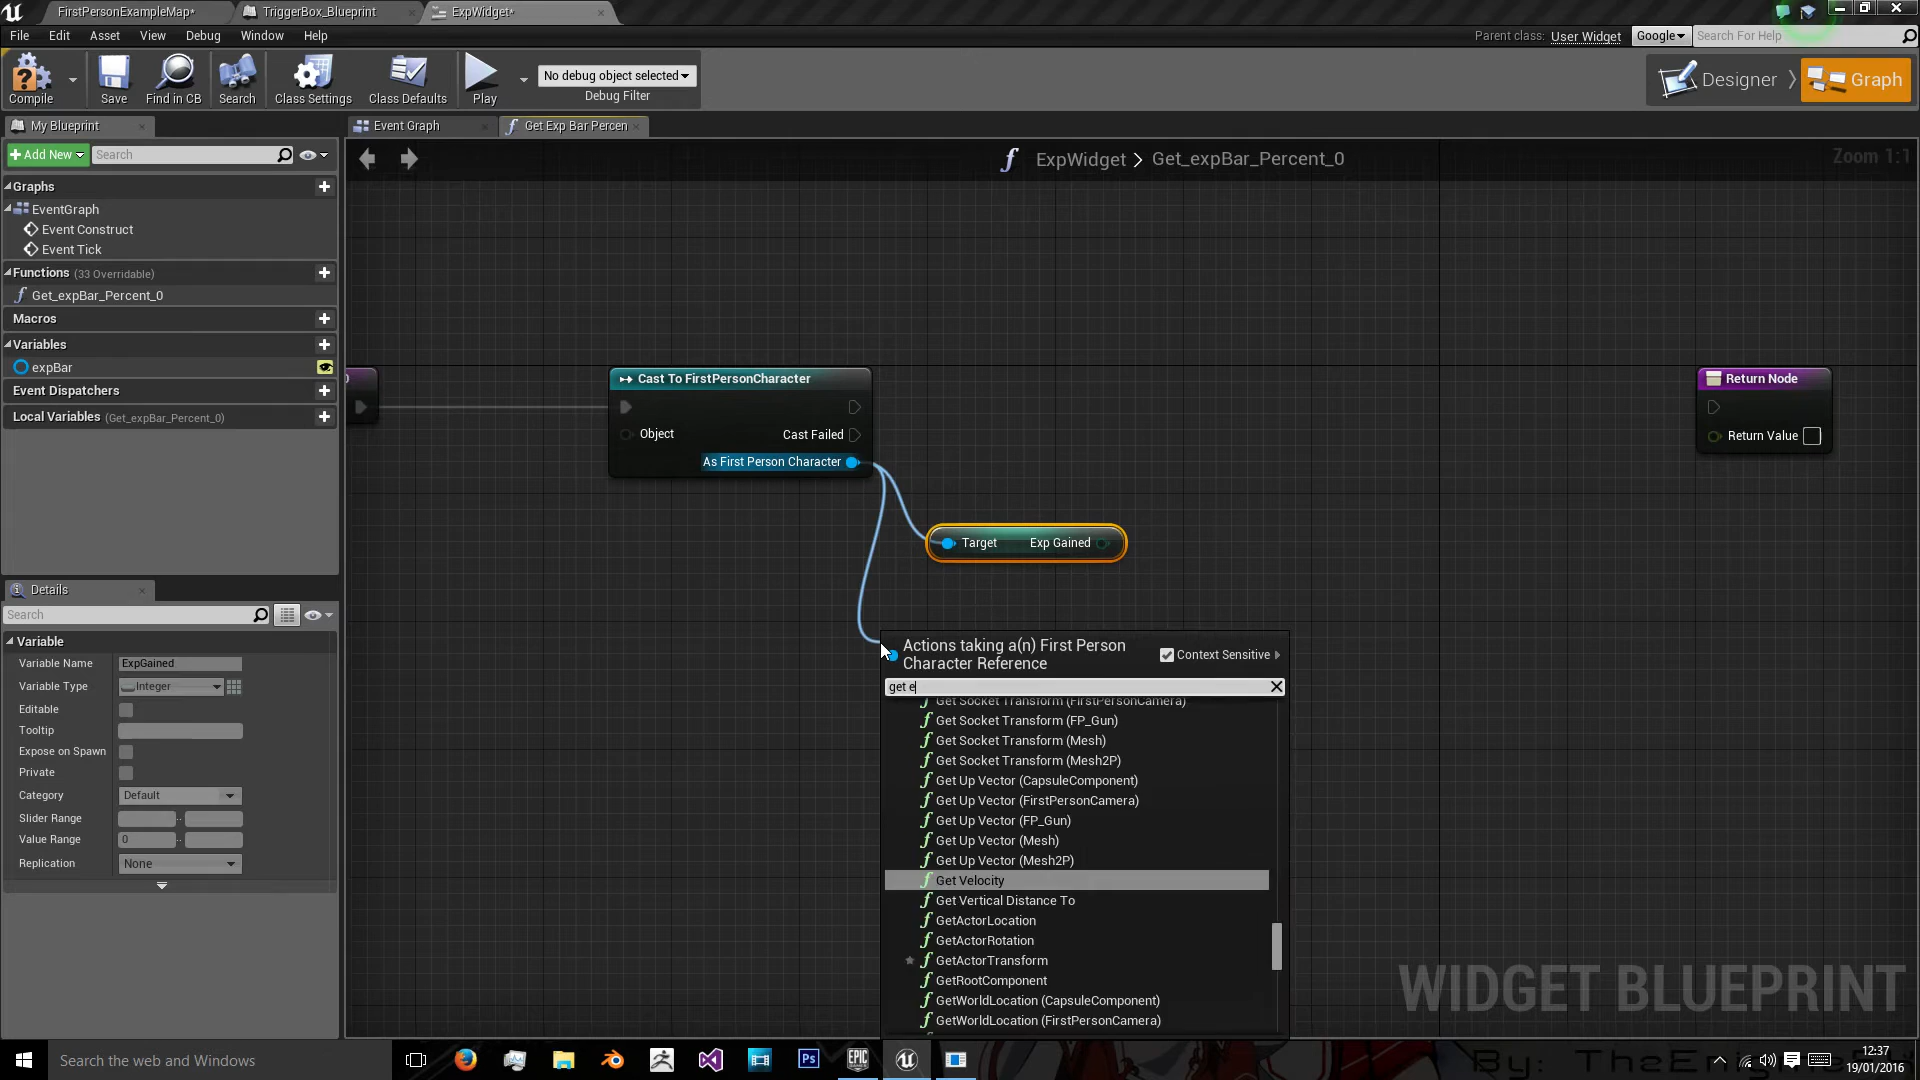 FirstPersonExampleMap*
TriggerBox_Blueprint
ExpWidget*
File Edit Asset View Debug Window Help
Parent class: User Widget
Google
Search For Help
Compile
Save
Find in CB
Search
Class Settings
Class Defaults
Play
No debug object selected
Debug Filter
Designer
Graph
My Blueprint
Event Graph
Get Exp Bar Percen
Add New
Search
ExpWidget > Get_expBar_Percent_0
Zoom 1:1
Graphs
EventGraph
Event Construct
Event Tick
Functions (33 Overridable)
Get_expBar_Percent_0
Macros
Variables
expBar
Event Dispatchers
Local Variables (Get_expBar_Percent_0)
Cast To FirstPersonCharacter
Object
Cast Failed
As First Person Character
Return Node
Return Value
Target
Exp Gained
Details
Search
Variable
Variable Name ExpGained
Variable Type Integer
Editable
Tooltip
Expose on Spawn
Private
Category Default
Slider Range
Value Range 0
Replication None
Actions taking a(n) First Person
Character Reference
Context Sensitive
get e
Get Socket Transform (FirstPersonCamera)
Get Socket Transform (FP_Gun)
Get Socket Transform (Mesh)
Get Socket Transform (Mesh2P)
Get Up Vector (CapsuleComponent)
Get Up Vector (FirstPersonCamera)
Get Up Vector (FP_Gun)
Get Up Vector (Mesh)
Get Up Vector (Mesh2P)
Get Velocity
Get Vertical Distance To
GetActorLocation
GetActorRotation
GetActorTransform
GetRootComponent
GetWorldLocation (CapsuleComponent)
GetWorldLocation (FirstPersonCamera)
WIDGET BLUEPRINT
Search the web and Windows
Ps
EPIC
By:
12:37
19/01/2016